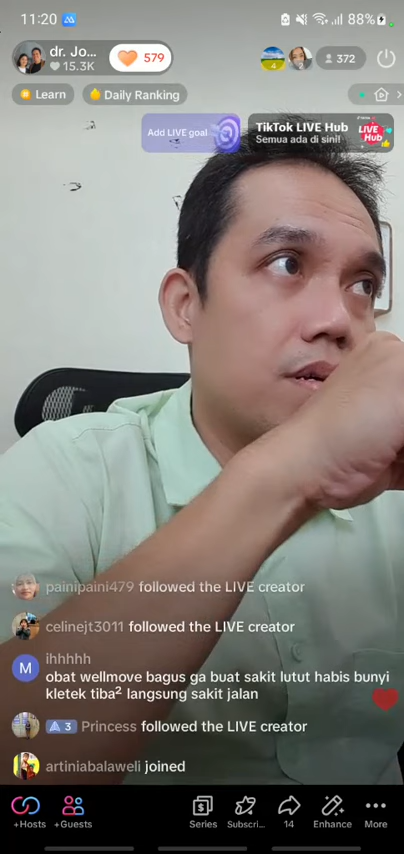 11:20
88%
dr. Jo...
15.3K
579
372
Learn
Daily Ranking
Add LIVE goal
TikTok LIVE Hub
Semua ada di sini!
LIVE
Hub
painipaini479 followed the LIVE creator
celinejt3011 followed the LIVE creator
M
ihhhhh
obat wellmove bagus ga buat sakit lutut habis bunyi
kletek tiba² langsung sakit jalan
3 Princess followed the LIVE creator
artiniabalaweli joined
+Hosts
+Guests
Series
Subscri...
14
Enhance
More